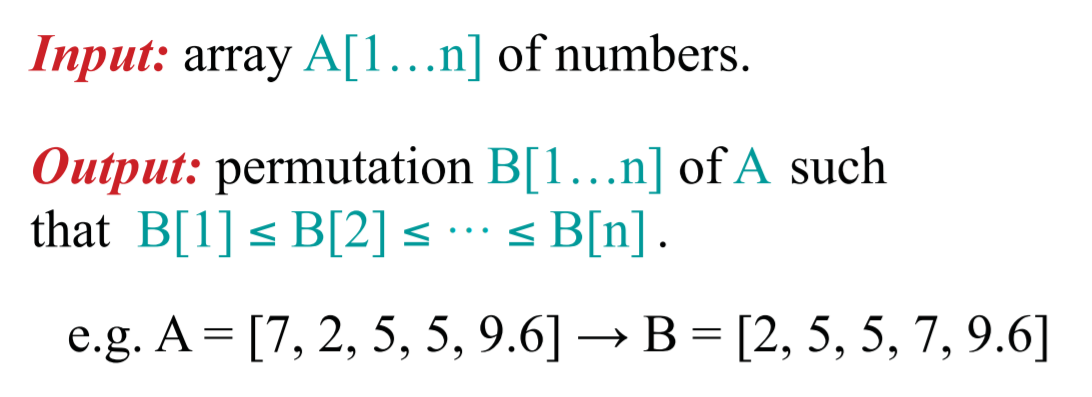 Input: array A[1...n] of numbers.
Output: permutation B[1...n] of A such
that B[1] ≤ B[2] ≤ ⋯ ≤ B[n] .
e.g. A = [7, 2, 5, 5, 9.6] → B = [2, 5, 5, 7, 9.6]